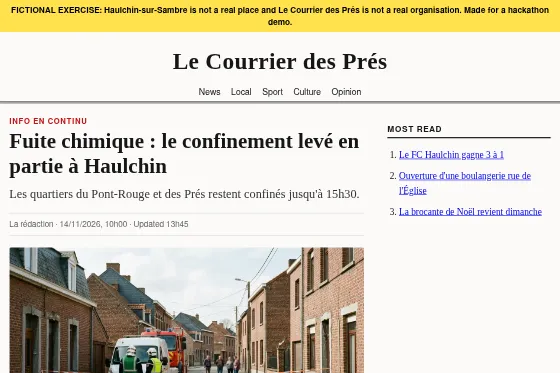 FICTIONAL EXERCISE: Haulchin-sur-Sambre is not a real place and Le Courrier des Prés is not a real organisation. Made for a hackathon
demo.
Le Courrier des Prés
News Local Sport Culture Opinion
INFO EN CONTINU
Fuite chimique : le confinement levé en
partie à Haulchin
Les quartiers du Pont-Rouge et des Prés restent confinés jusqu'à 15h30.
La rédaction · 14/11/2026, 10h00 · Updated 13h45
MOST READ
1. Le FC Haulchin gagne 3 à 1
2. Ouverture d'une boulangerie rue de
l'Église
3. La brocante de Noël revient dimanche